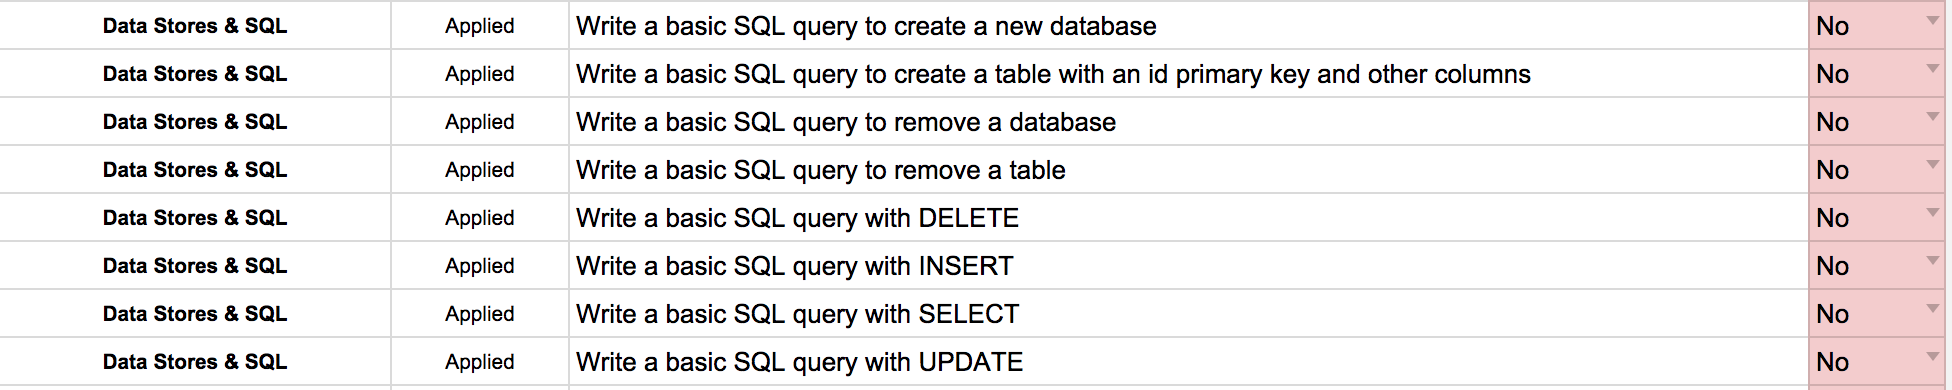 Data Stores & SQL Applied Write a basic SQL query to create a new database No
Data Stores & SQL Applied Write a basic SQL query to create a table with an id primary key and other columns No
Data Stores & SQL Applied Write a basic SQL query to remove a database No
Data Stores & SQL Applied Write a basic SQL query to remove a table No
Data Stores & SQL Applied Write a basic SQL query with DELETE No
Data Stores & SQL Applied Write a basic SQL query with INSERT No
Data Stores & SQL Applied Write a basic SQL query with SELECT No
Data Stores & SQL Applied Write a basic SQL query with UPDATE No